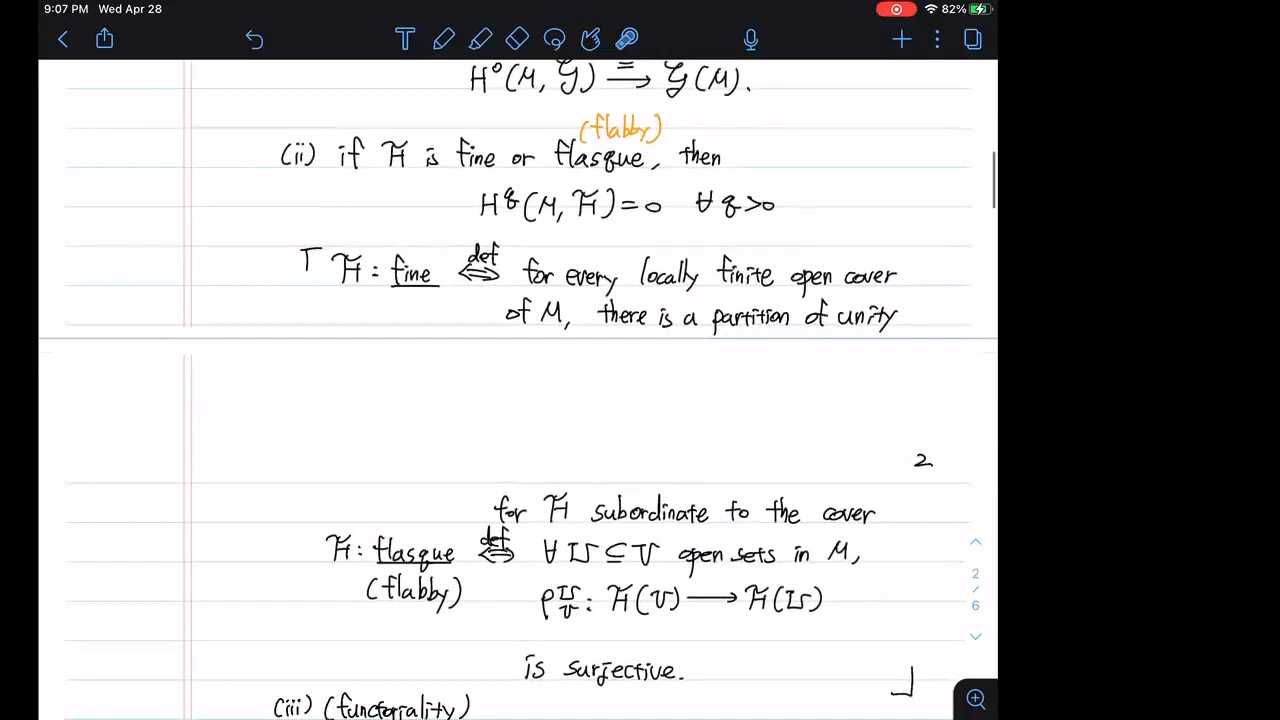 9:07 PM Wed Apr 28
82%
H⁰(M, 𝒢) ≅→ 𝒢(M).
(flabby)
(ii) if ℱ is fine or flasque, then
H^q(M, ℱ) = 0 ∀ q > 0
⌈ ℱ : fine ⇔def for every locally finite open cover
of M, there is a partition of unity
2
for ℱ subordinate to the cover
ℱ : flasque ⇔def ∀ U ⊆ V open sets in M,
(flabby) ρ^U_V : ℱ(V) ⟶ ℱ(U)
is surjective. ⌋
(iii) (functoriality)
2
/
6